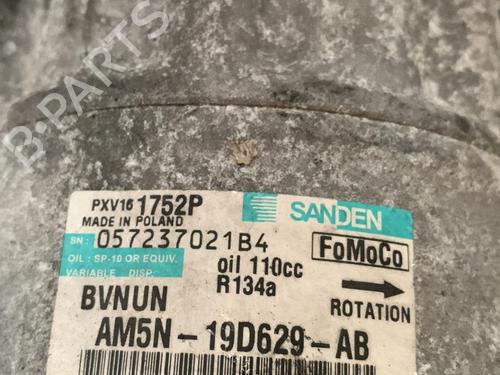 B-PARTS
PXV16 1752P
SANDEN
MADE IN POLAND
SN: 057237021B4
FoMoCo
OIL : SP-10 OR EQUIV.
VARIABLE DISP.
oil 110cc
R134a
ROTATION
BVNUN
AM5N-19D629-AB